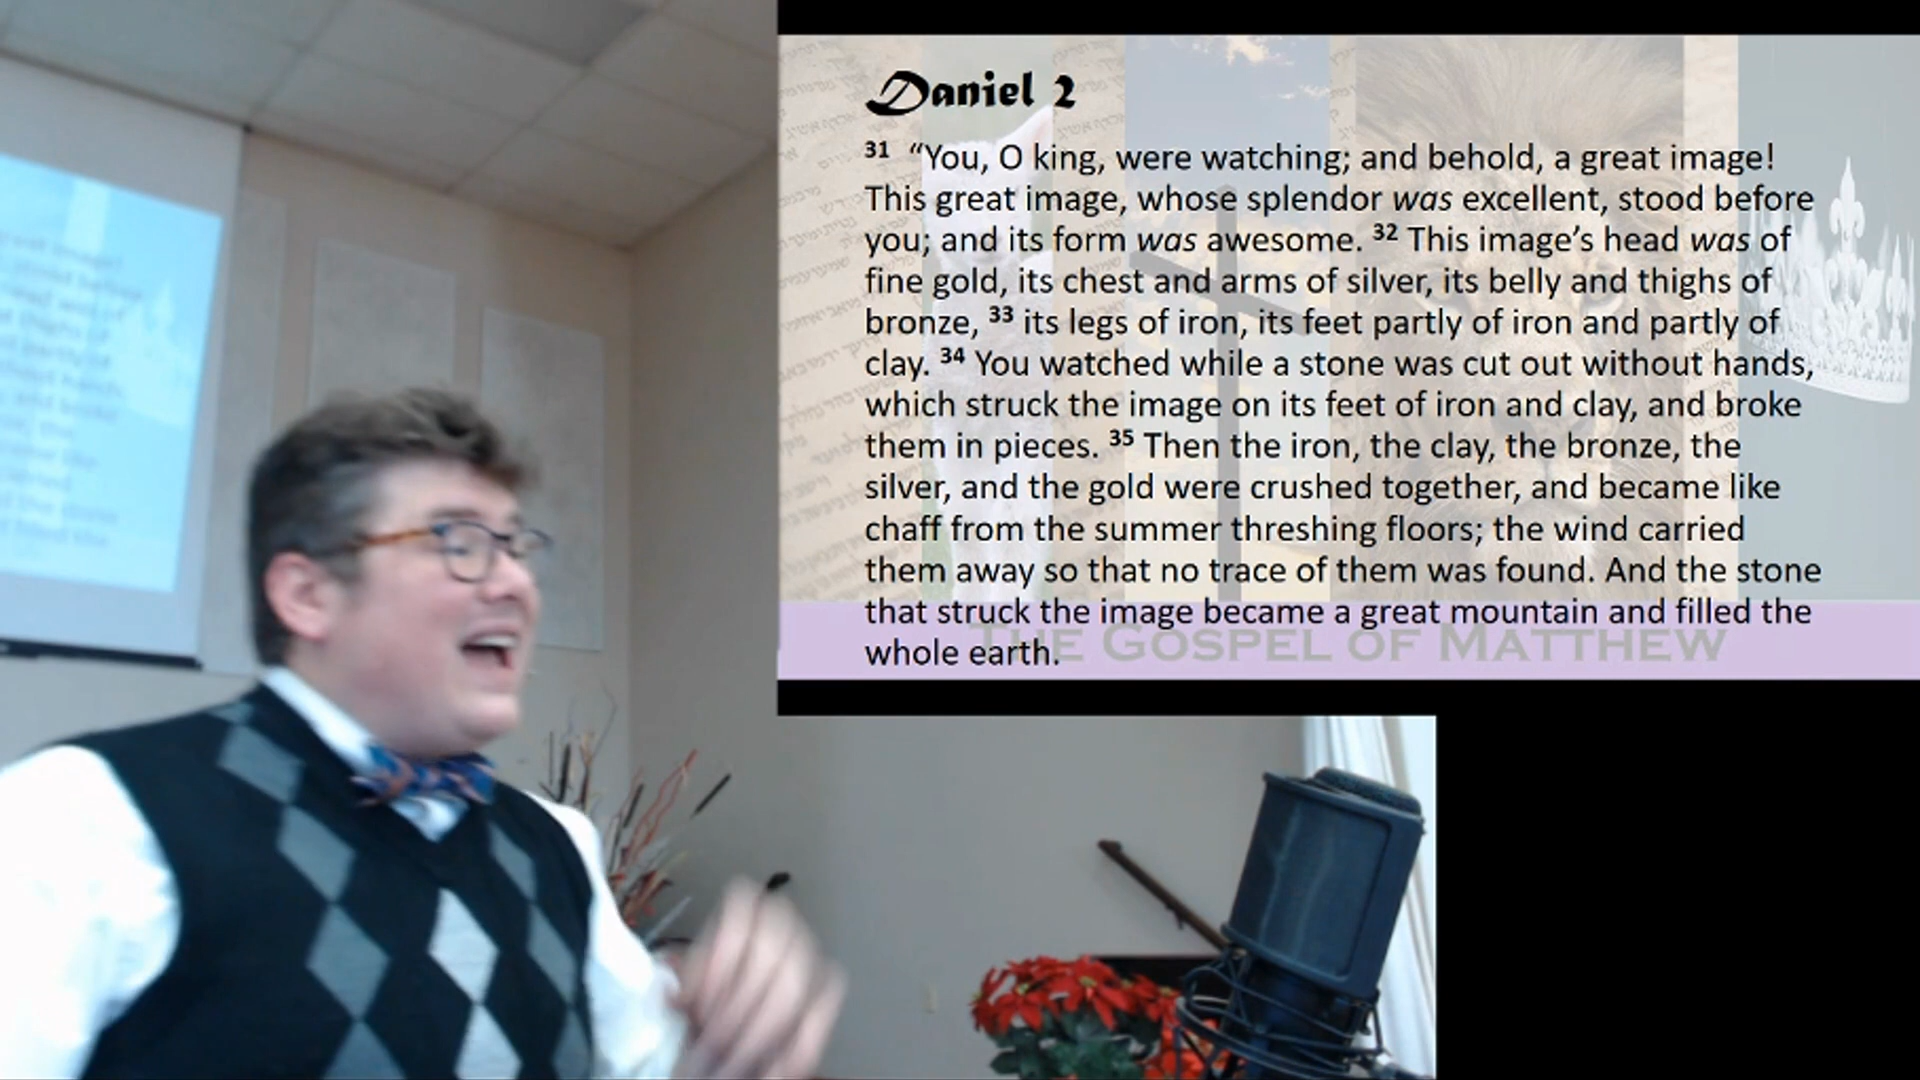 Daniel 2
31 “You, O king, were watching; and behold, a great image!
This great image, whose splendor was excellent, stood before
you; and its form was awesome. 32 This image’s head was of
fine gold, its chest and arms of silver, its belly and thighs of
bronze, 33 its legs of iron, its feet partly of iron and partly of
clay. 34 You watched while a stone was cut out without hands,
which struck the image on its feet of iron and clay, and broke
them in pieces. 35 Then the iron, the clay, the bronze, the
silver, and the gold were crushed together, and became like
chaff from the summer threshing floors; the wind carried
them away so that no trace of them was found. And the stone
that struck the image became a great mountain and filled the
whole earth.
THE GOSPEL OF MATTHEW